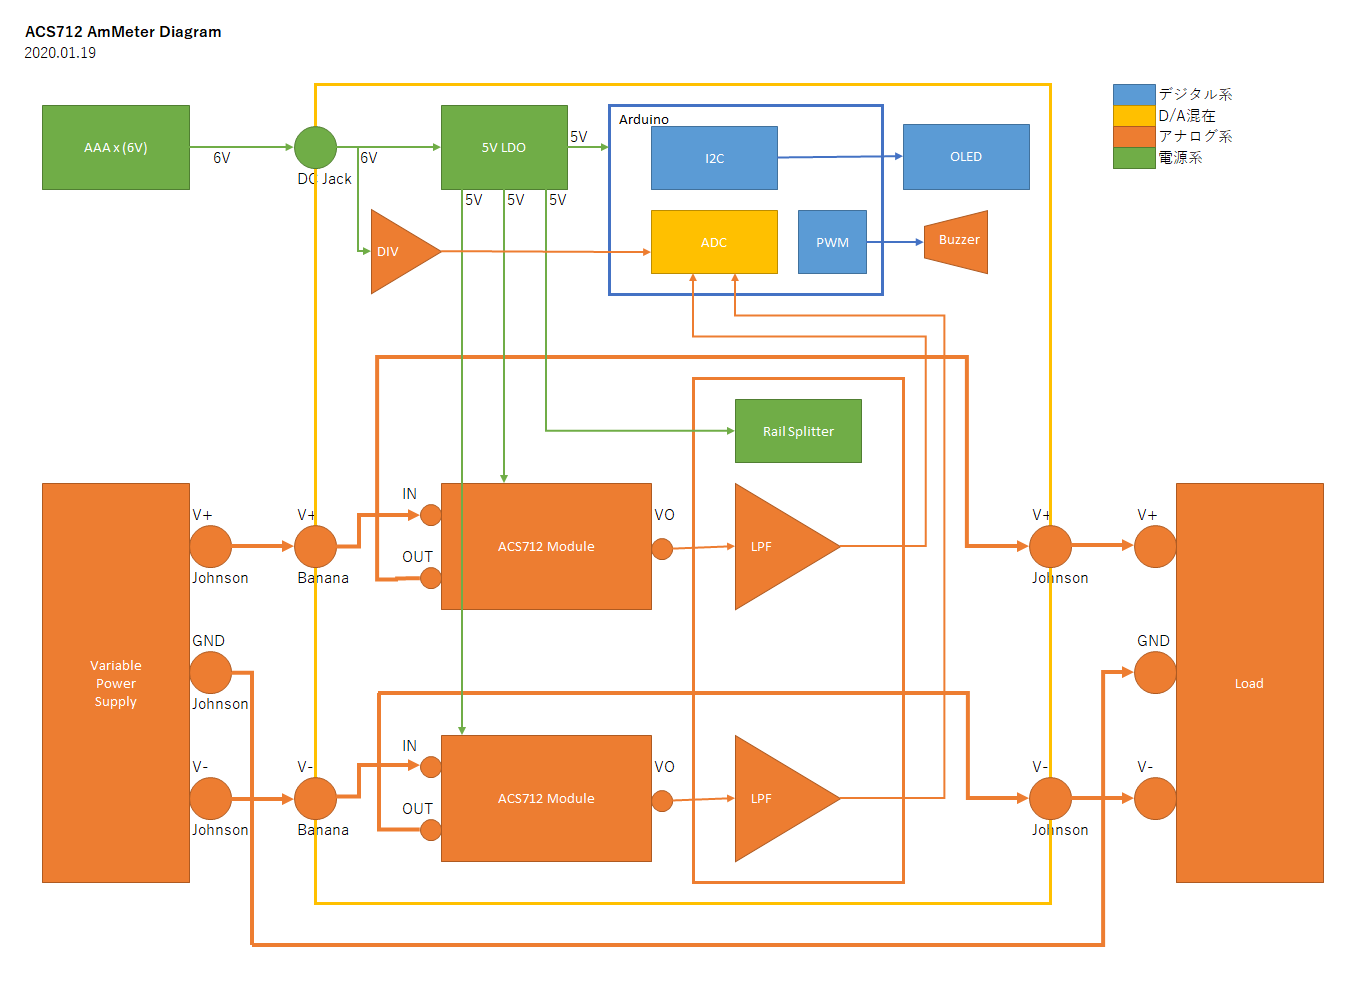 ACS712 AmMeter Diagram
2020.01.19
デジタル系
D/A混在
アナログ系
電源系
AAA x (6V)
6V
DC Jack
6V
5V LDO
5V
5V
5V
5V
Arduino
I2C
OLED
ADC
PWM
Buzzer
DIV
Rail Splitter
Variable
Power
Supply
V+
Johnson
GND
Johnson
V-
Johnson
V+
Banana
V-
Banana
IN
OUT
ACS712 Module
VO
LPF
IN
OUT
ACS712 Module
VO
LPF
V+
Johnson
V-
Johnson
V+
GND
V-
Load